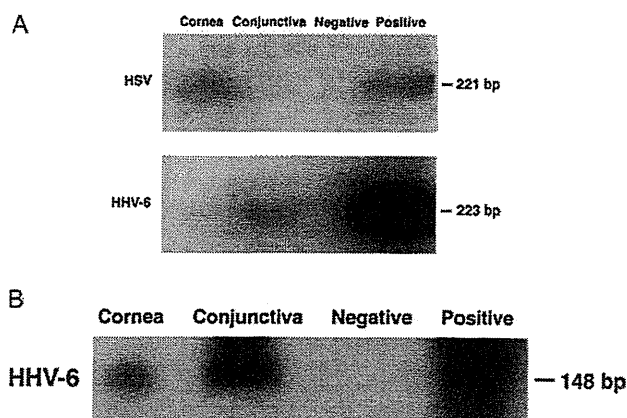 A
Cornea Conjunctiva Negative Positive
HSV
221 bp
HHV-6
223 bp
B
Cornea Conjunctiva Negative Positive
HHV-6
148 bp